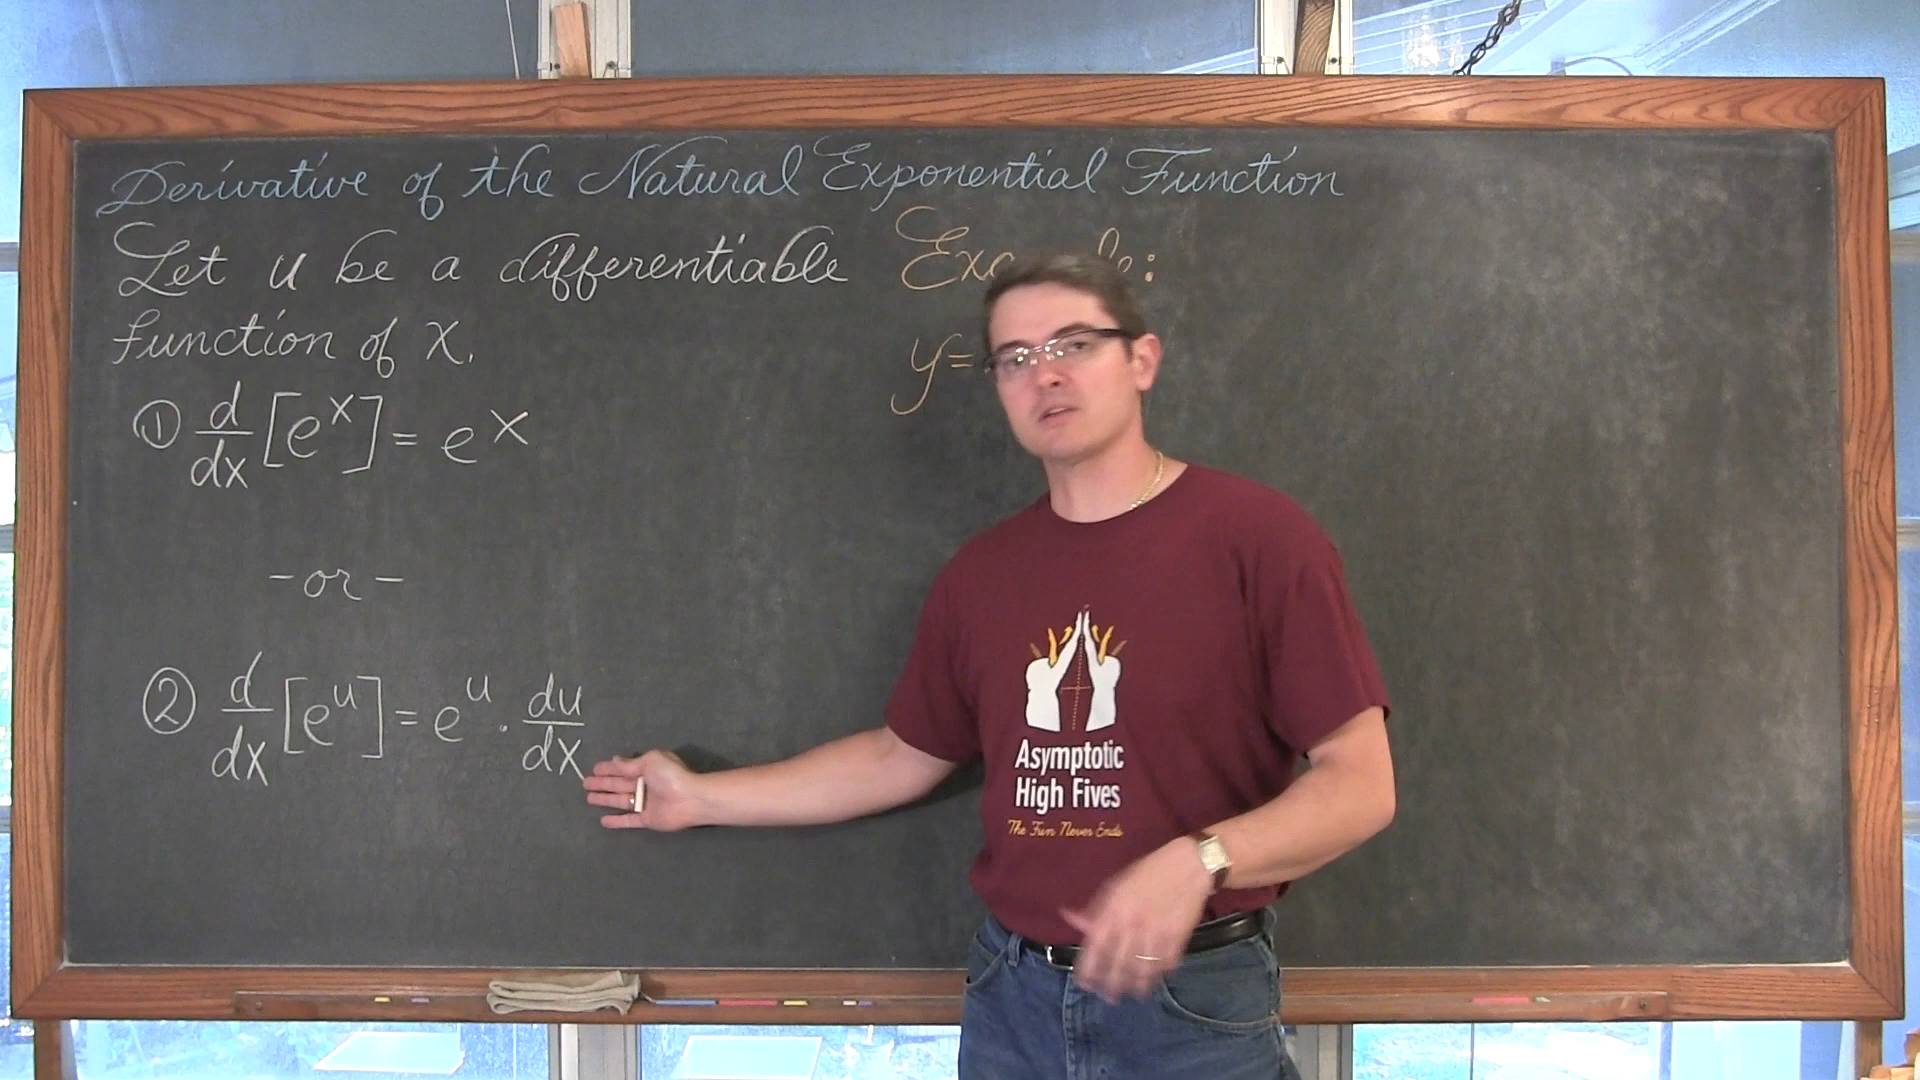 Derivative of the Natural Exponential Function
Let u be a differentiable
function of x.
① d/dx [e^x] = e^x
- or -
② d/dx [e^u] = e^u · du/dx
y=
Asymptotic
High Fives
The Fun Never Ends